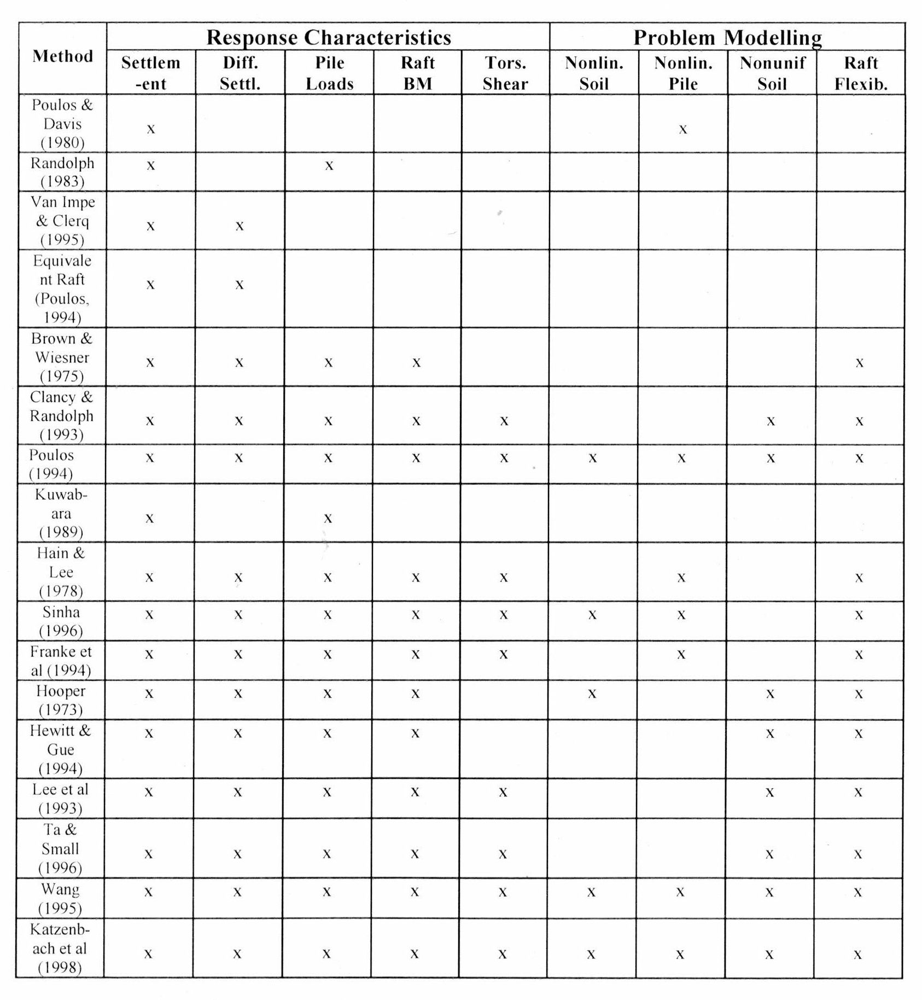 Response Characteristics Problem Modelling
Method
Settlem Diff. Pile Raft Tors. Nonlin. Nonlin. Nonunif Raft
-ent Settl. Loads BM Shear Soil Pile Soil Flexib.
Poulos &
Davis
(1980)
x x
Randolph
(1983)
x x
Van Impe
& Clerq
(1995)
x x
Equivale
nt Raft
(Poulos,
1994)
x x
Brown &
Wiesner
(1975)
x x x x x
Clancy &
Randolph
(1993)
x x x x x x x
Poulos
(1994)
x x x x x x x x x
Kuwab-
ara
(1989)
x x
Hain &
Lee
(1978)
x x x x x x x
Sinha
(1996)
x x x x x x x x
Franke et
al (1994)
x x x x x x x
Hooper
(1973)
x x x x x x x
Hewitt &
Gue
(1994)
x x x x x x
Lee et al
(1993)
x x x x x x x
Ta &
Small
(1996)
x x x x x x x
Wang
(1995)
x x x x x x x x x
Katzenb-
ach et al
(1998)
x x x x x x x x x